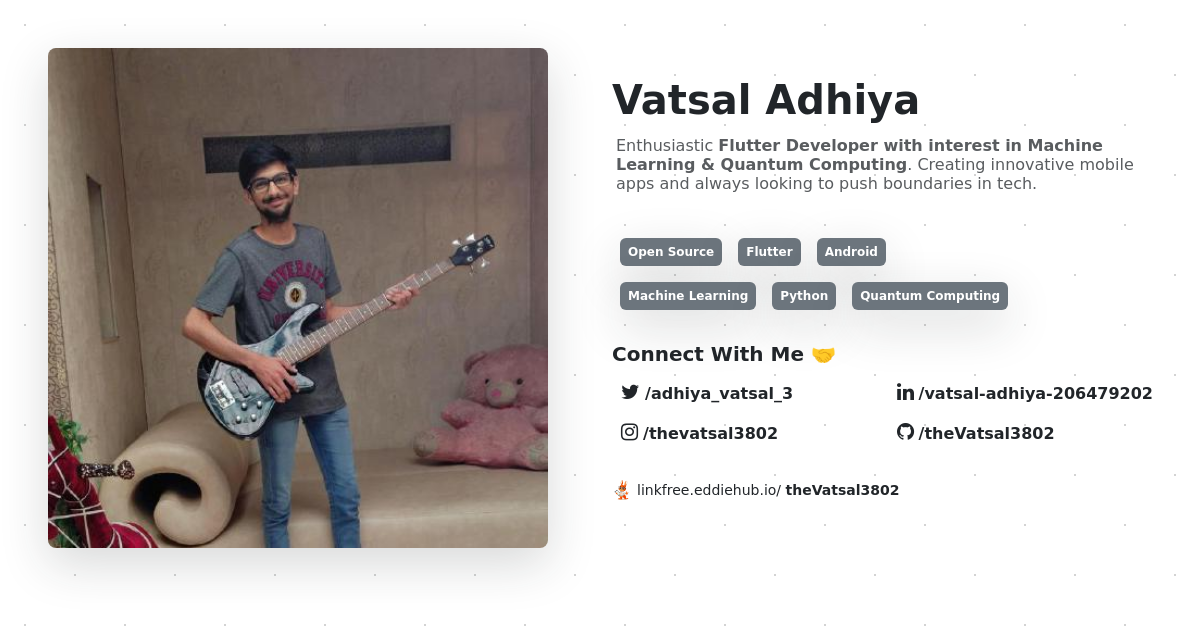 Vatsal Adhiya
Enthusiastic Flutter Developer with interest in Machine
Learning & Quantum Computing. Creating innovative mobile
apps and always looking to push boundaries in tech.
Open Source Flutter Android
Machine Learning Python Quantum Computing
Connect With Me 🤝
/adhiya_vatsal_3 /vatsal-adhiya-206479202
/thevatsal3802 /theVatsal3802
linkfree.eddiehub.io/ theVatsal3802
UNIVERSITY